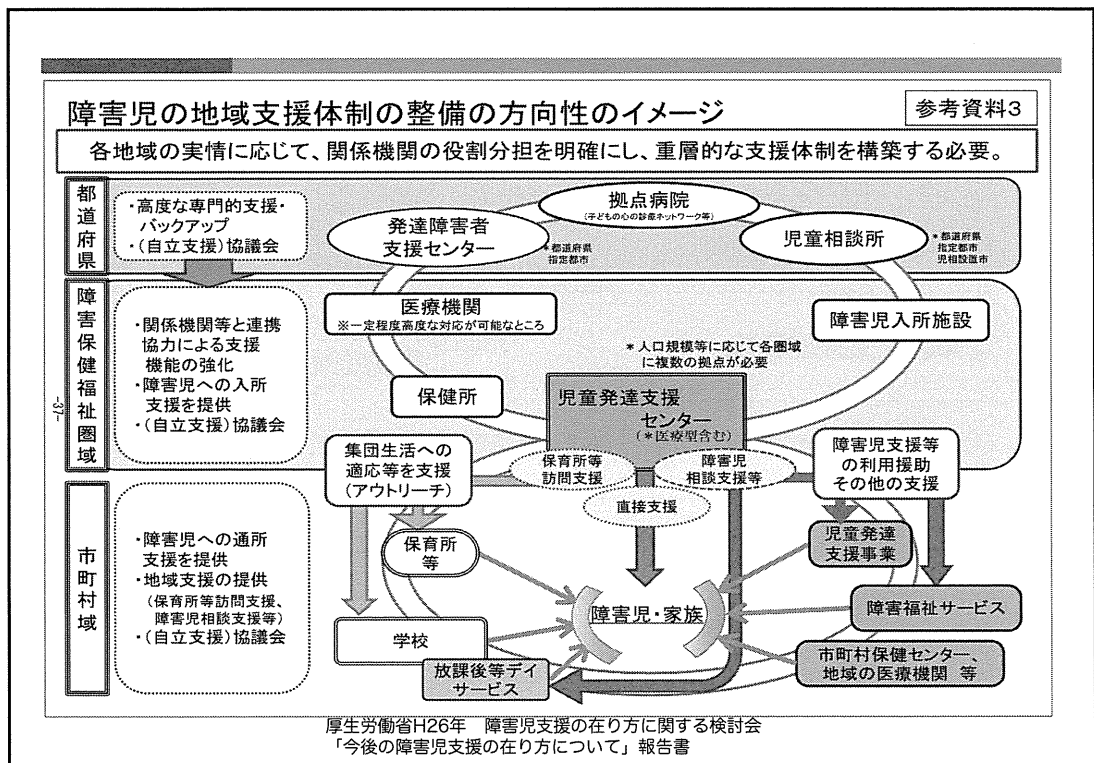 障害児の地域支援体制の整備の方向性のイメージ
参考資料3
各地域の実情に応じて、関係機関の役割分担を明確にし、重層的な支援体制を構築する必要。
都道府県
・高度な専門的支援・
バックアップ
・(自立支援)協議会
発達障害者
支援センター
*都道府県
指定都市
拠点病院
(子どもの心の診療ネットワーク等)
児童相談所
*都道府県
指定都市
児相設置市
障害保健福祉圏域
・関係機関等と連携
協力による支援
機能の強化
・障害児への入所
支援を提供
・(自立支援)協議会
医療機関
※一定程度高度な対応が可能なところ
障害児入所施設
*人口規模等に応じて各圏域
に複数の拠点が必要
保健所
児童発達支援
センター
(*医療型含む)
集団生活への
適応等を支援
(アウトリーチ)
保育所等
訪問支援
障害児
相談支援等
直接支援
障害児支援等
の利用援助
その他の支援
市町村域
・障害児への通所
支援を提供
・地域支援の提供
(保育所等訪問支援、
障害児相談支援等)
・(自立支援)協議会
保育所
等
学校
放課後等デイ
サービス
障害児・家族
児童発達
支援事業
障害福祉サービス
市町村保健センター、
地域の医療機関 等
-37-
厚生労働省H26年 障害児支援の在り方に関する検討会
「今後の障害児支援の在り方について」報告書